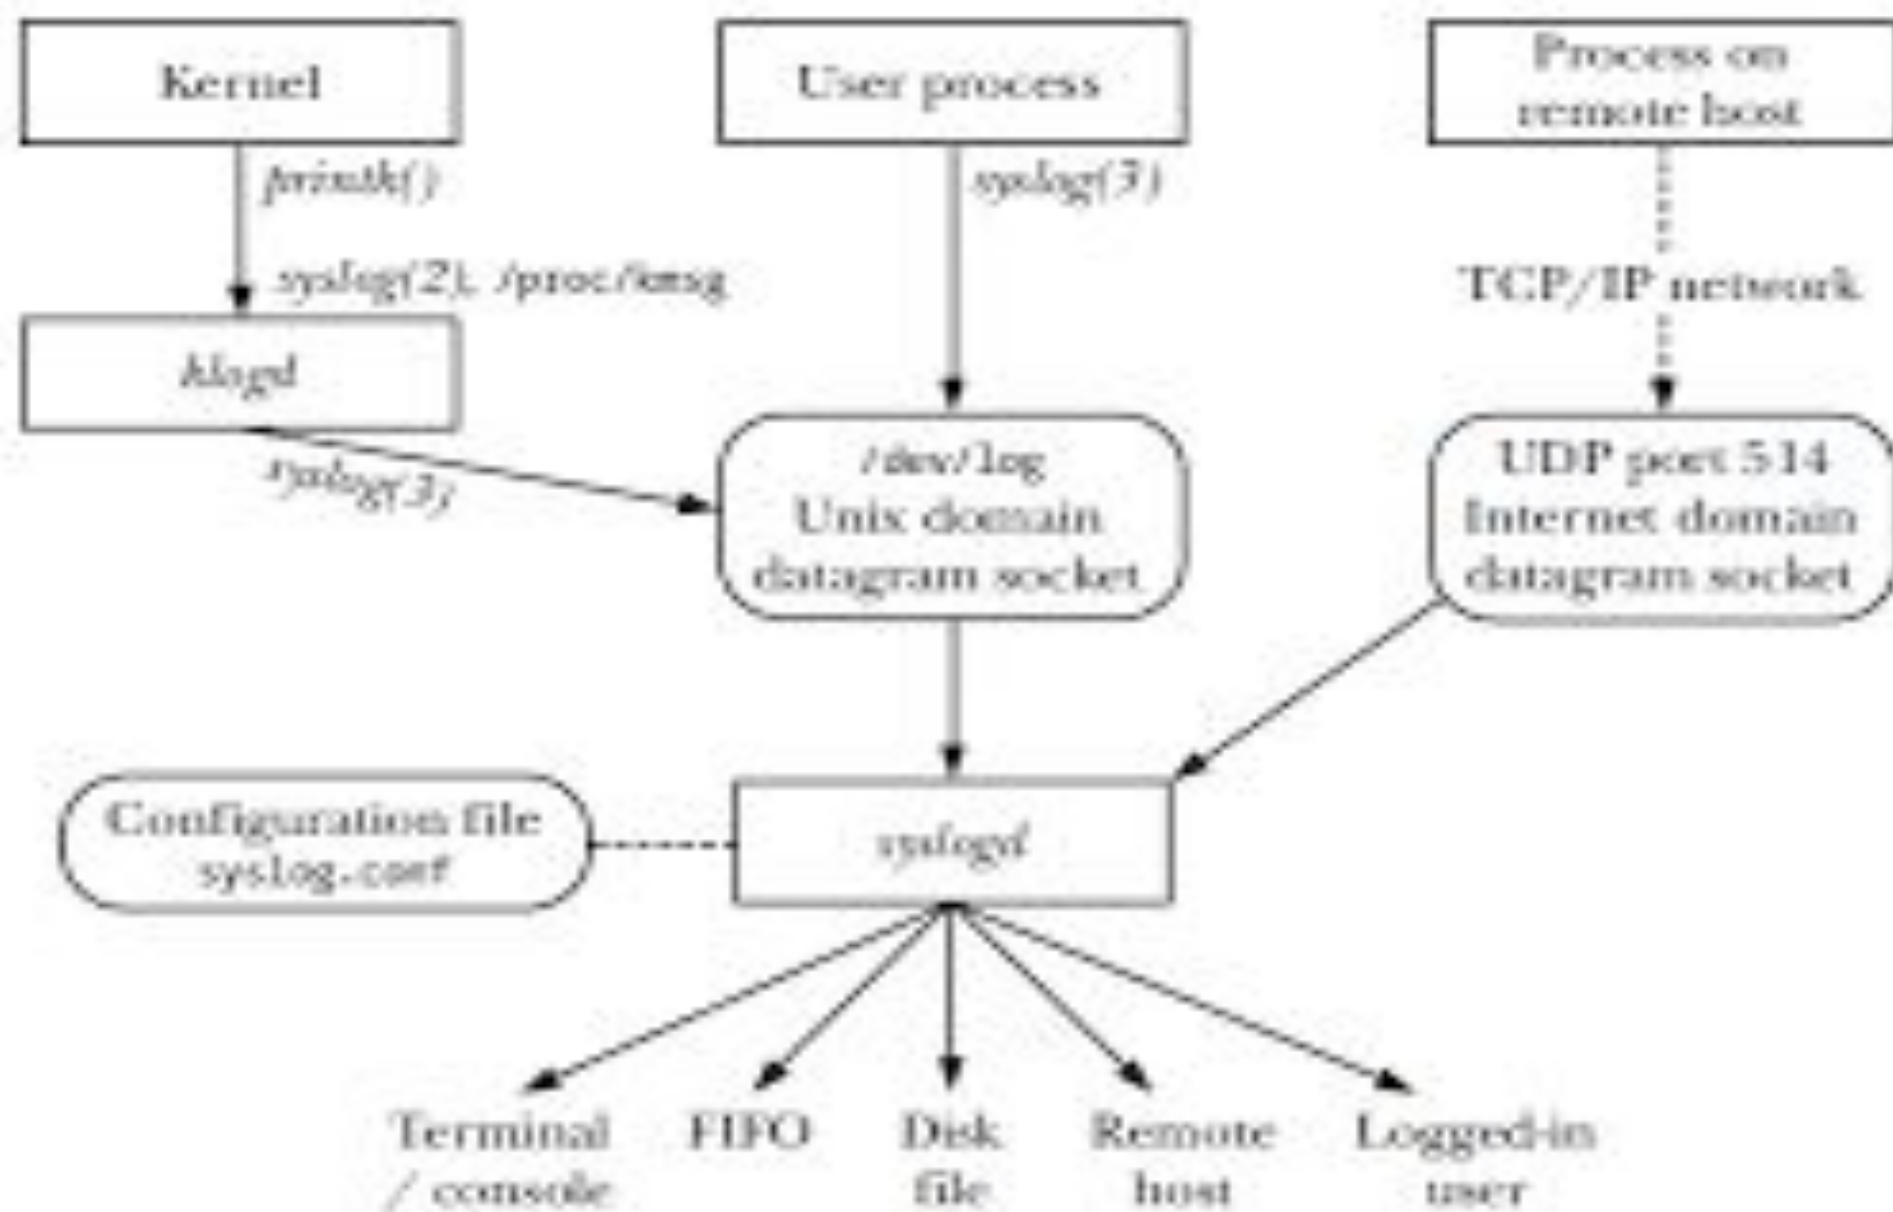 Kernel
User process
Process on
remote host
printk()
syslog(3)
syslog(2), /proc/kmsg
TCP/IP network
klogd
syslog(3)
/dev/log
Unix domain
datagram socket
UDP port 514
Internet domain
datagram socket
Configuration file
syslog.conf
syslogd
Terminal
/ console
FIFO
Disk
file
Remote
host
Logged-in
user